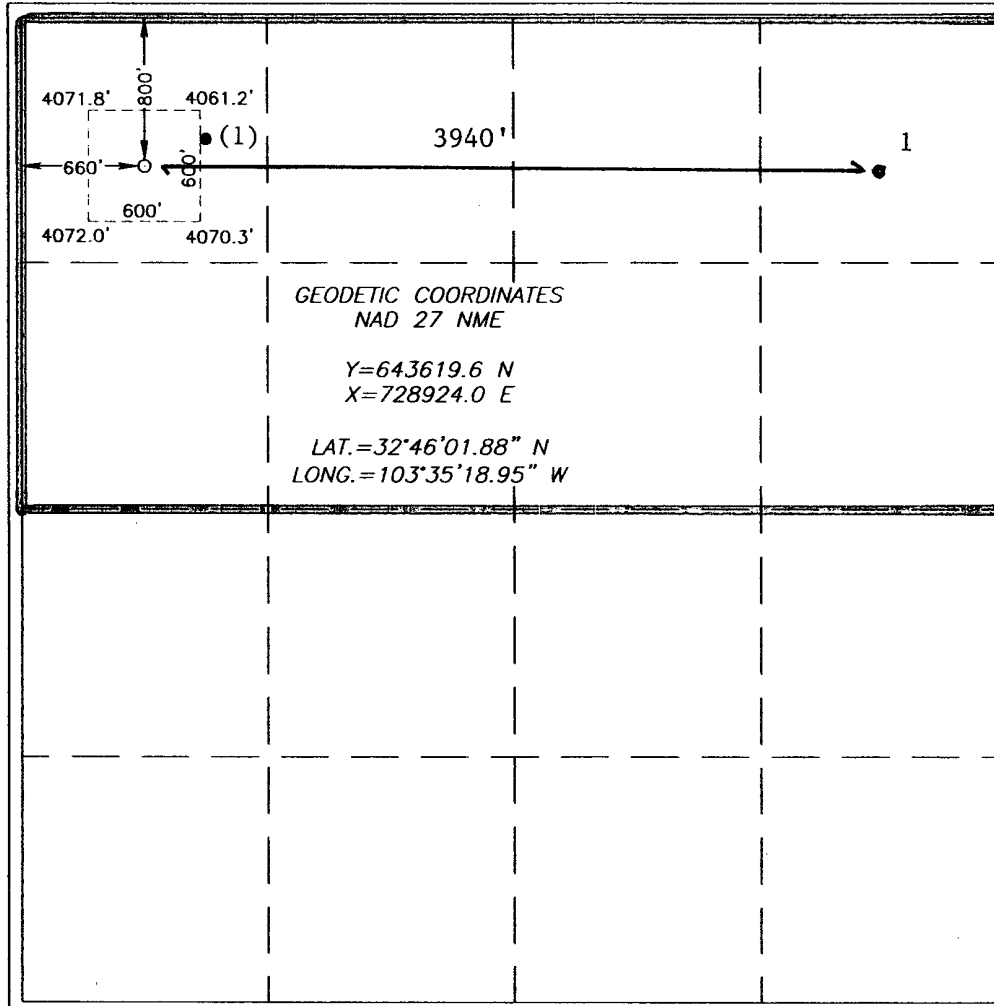 800'
4071.8' 4061.2'
(1)
3940'
1
660'
600'
600'
4072.0' 4070.3'
GEODETIC COORDINATES
NAD 27 NME
Y=643619.6 N
X=728924.0 E
LAT.=32°46'01.88" N
LONG.=103°35'18.95" W